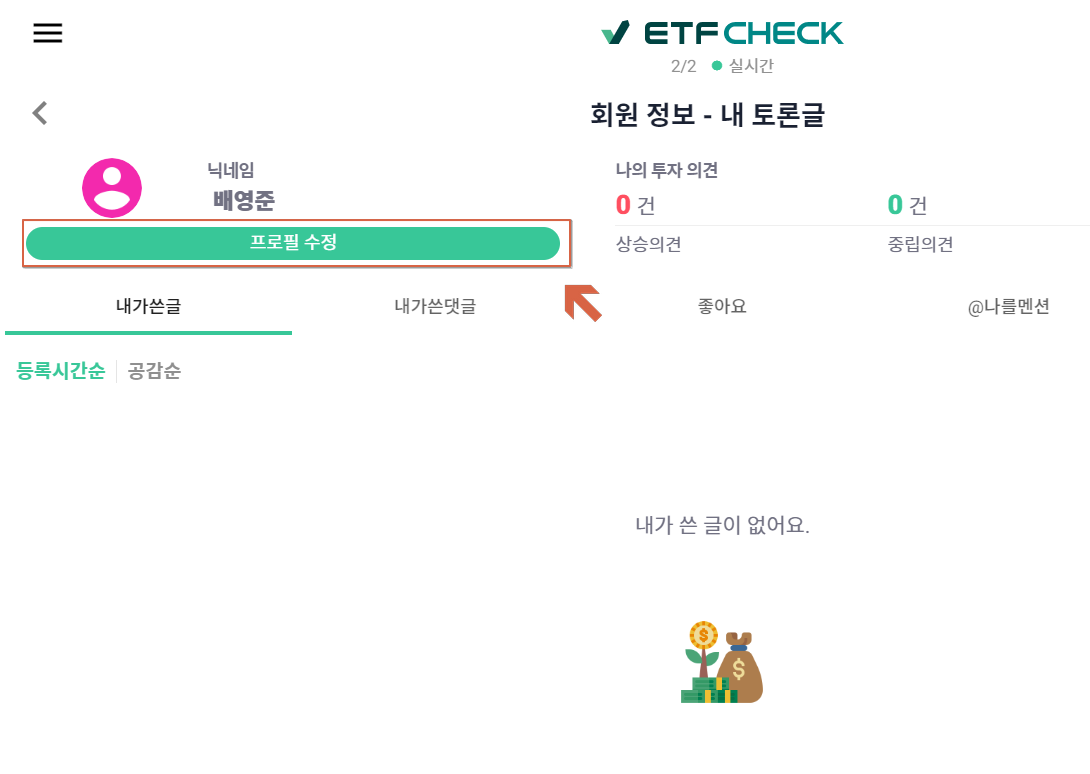 ETFCHECK
2/2 실시간
회원 정보 - 내 토론글
닉네임
배영준
프로필 수정
나의 투자 의견
0 건
0 건
상승의견
중립의견
내가쓴글
내가쓴댓글
좋아요
@나를멘션
등록시간순
공감순
내가 쓴 글이 없어요.
$
$